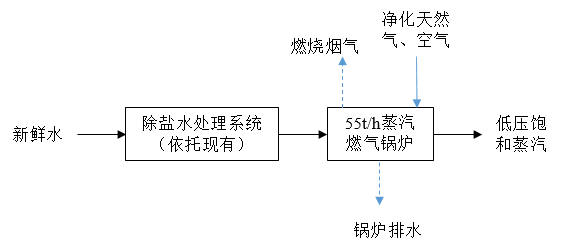 净化天然
气、空气
燃烧烟气
新鲜水
除盐水处理系统
（依托现有）
55t/h蒸汽
燃气锅炉
低压饱
和蒸汽
锅炉排水